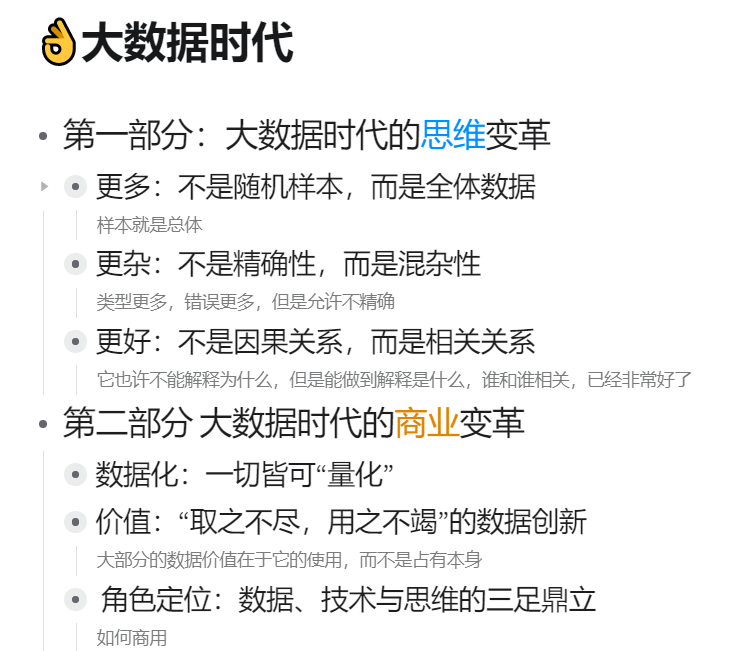 👌大数据时代
第一部分：大数据时代的思维变革
更多：不是随机样本，而是全体数据
样本就是总体
更杂：不是精确性，而是混杂性
类型更多，错误更多，但是允许不精确
更好：不是因果关系，而是相关关系
它也许不能解释为什么，但是能做到解释是什么，谁和谁相关，已经非常好了
第二部分 大数据时代的商业变革
数据化：一切皆可“量化”
价值：“取之不尽，用之不竭”的数据创新
大部分的数据价值在于它的使用，而不是占有本身
角色定位：数据、技术与思维的三足鼎立
如何商用